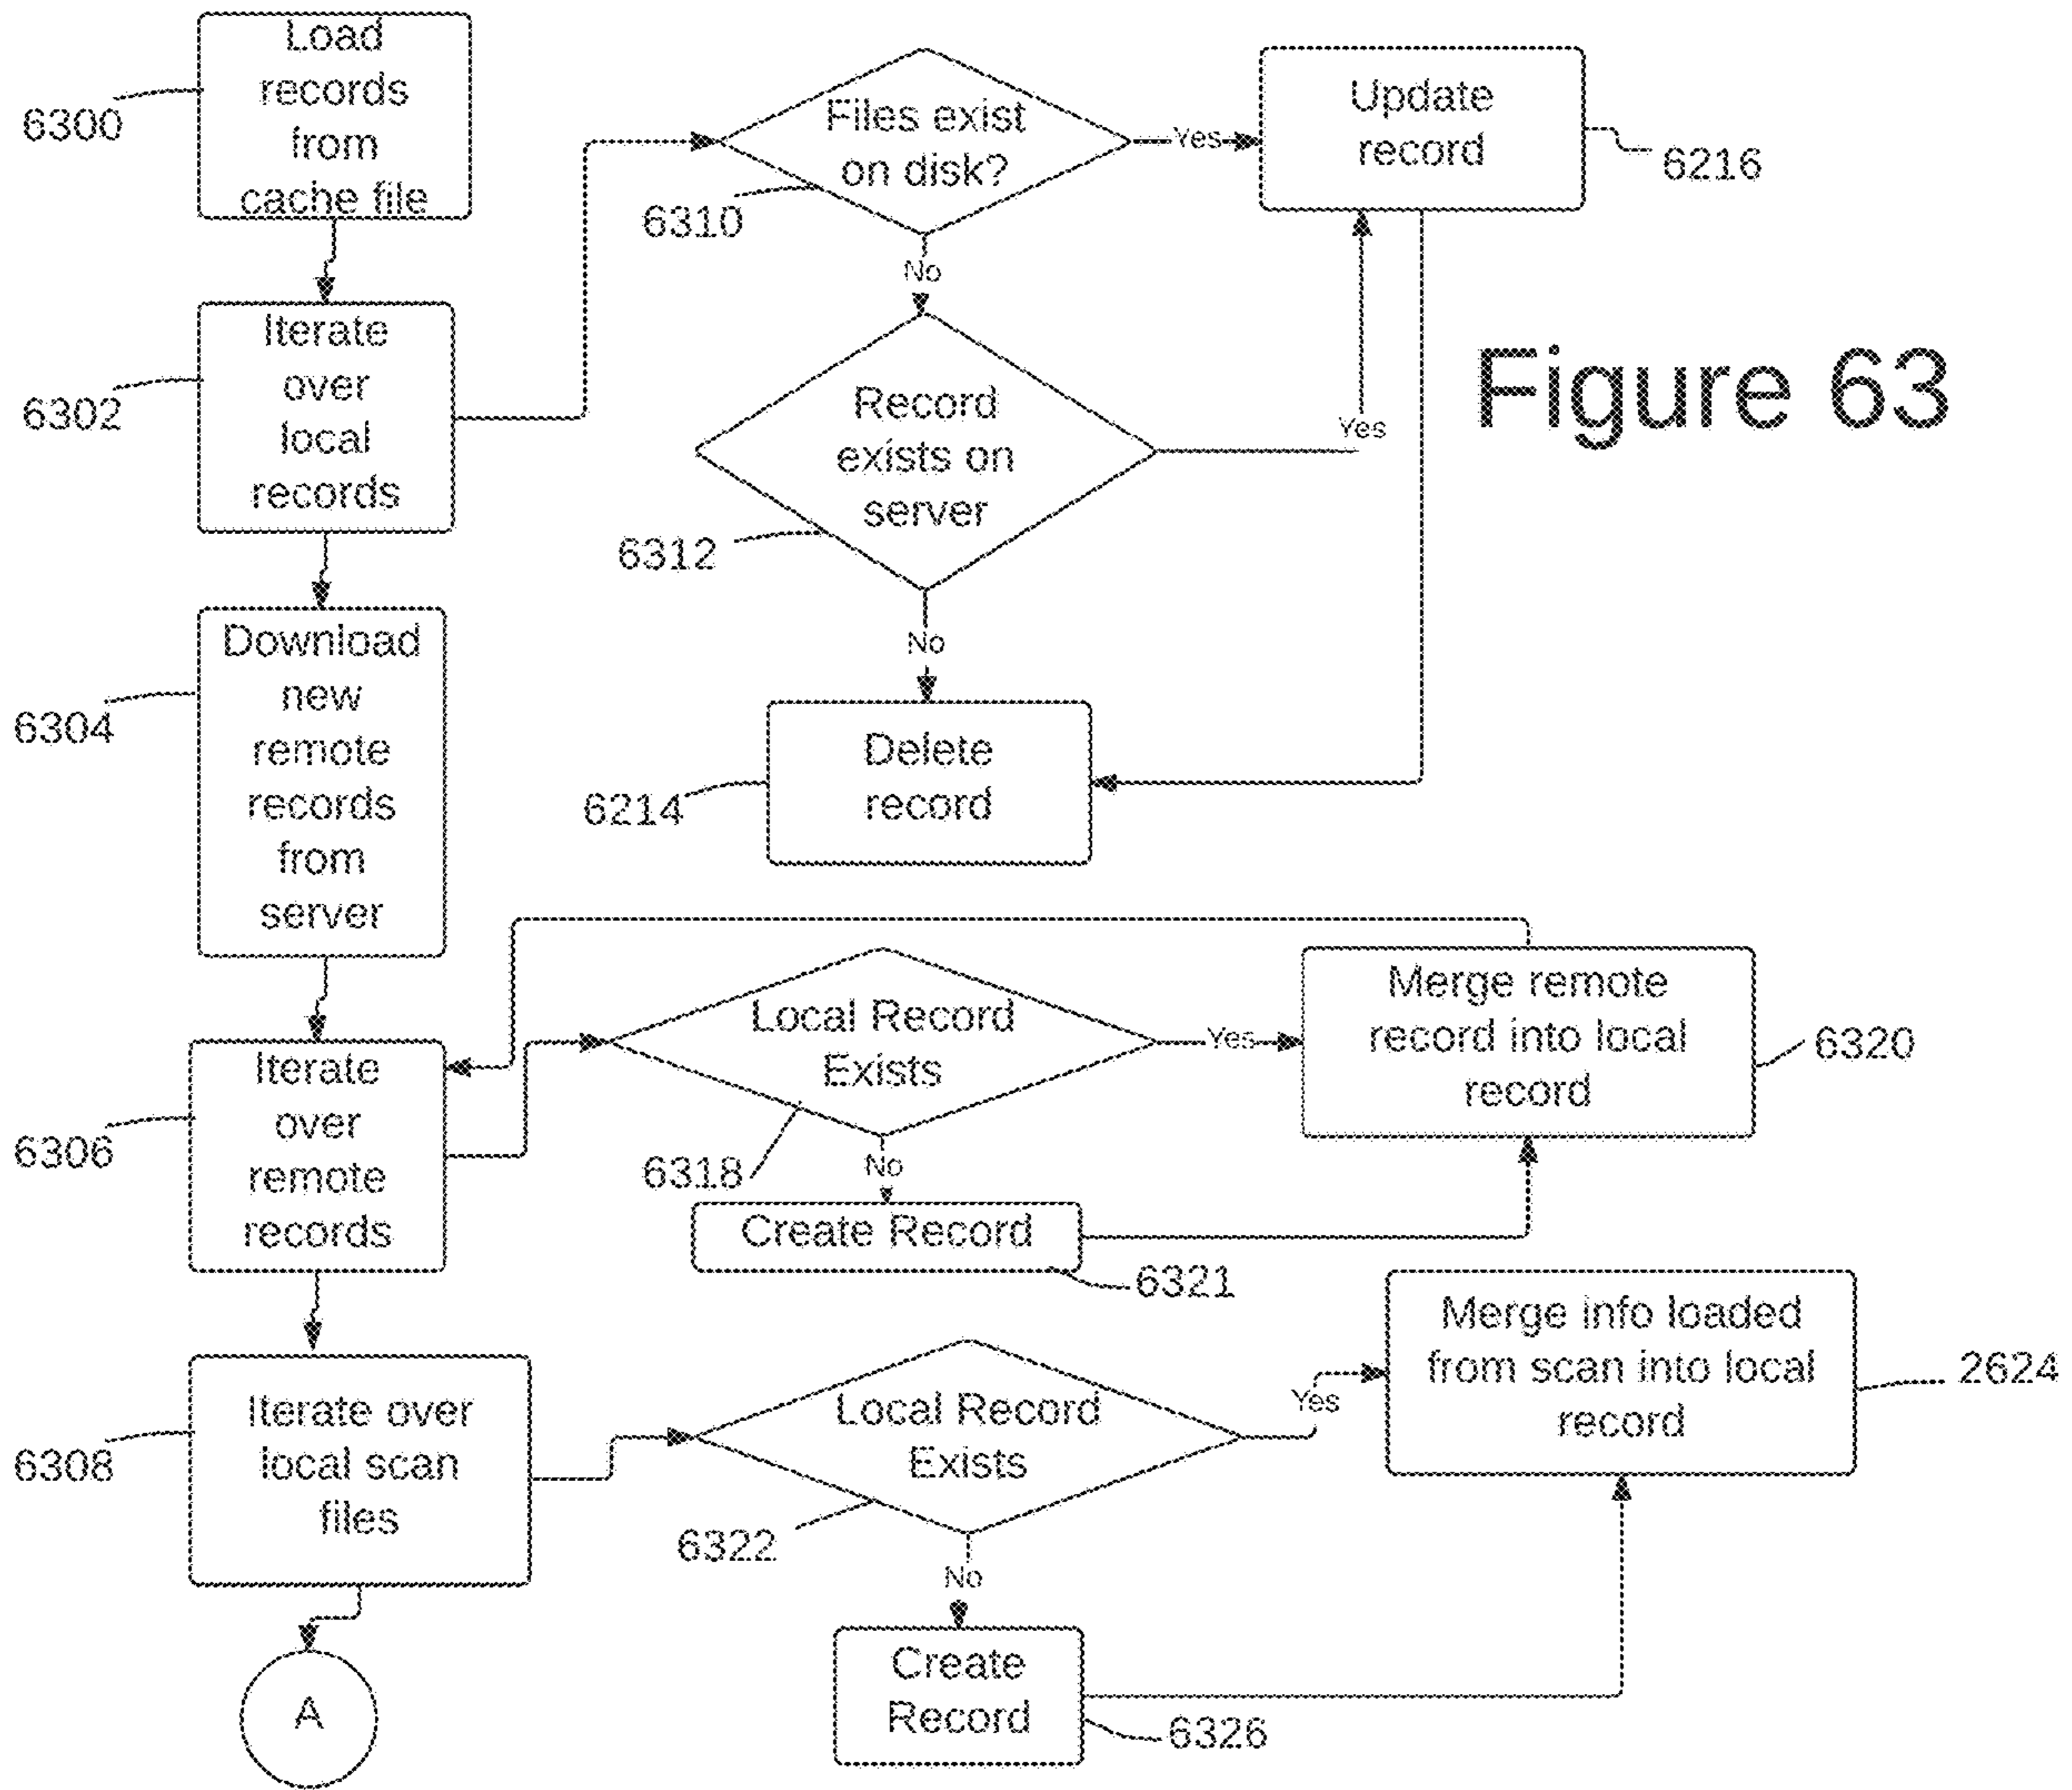 Load
records
from
cache file
6300
Files exist
on disk?
6310
Yes
Update
record
6216
No
Iterate
over
local
records
6302
Record
exists on
server
6312
Yes
Figure 63
No
Download
new
remote
records
from
server
6304
Delete
record
6214
Iterate
over
remote
records
6306
Local Record
Exists
6318
Yes
Merge remote
record into local
record
6320
No
Create Record
6321
Iterate over
local scan
files
6308
Local Record
Exists
6322
Yes
Merge info loaded
from scan into local
record
2624
No
Create
Record
6326
A